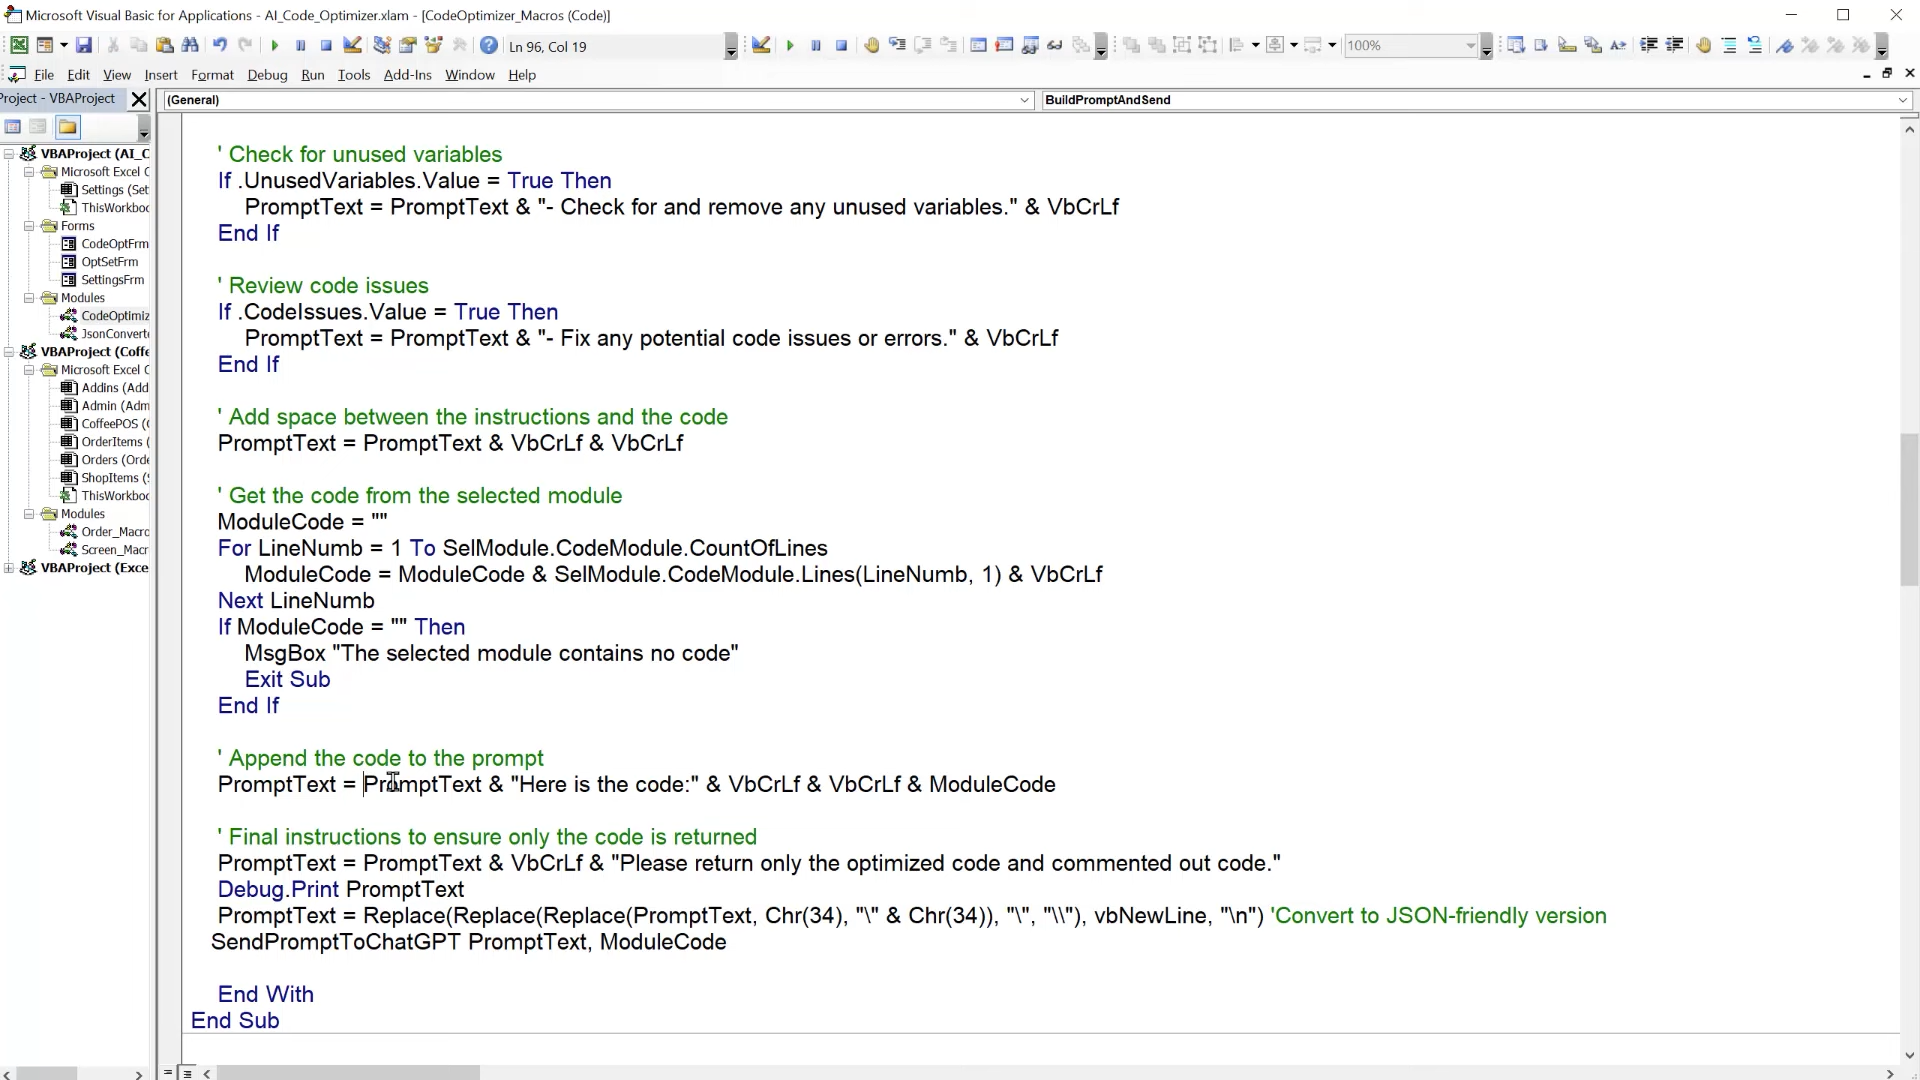 Microsoft Visual Basic for Applications - AI_Code_Optimizer.xlam - [CodeOptimizer_Macros (Code)]
Ln 96, Col 19
100%
File Edit View Insert Format Debug Run Tools Add-Ins Window Help
Project - VBAProject
(General)
BuildPromptAndSend
VBAProject (AI_C
Microsoft Excel O
Settings (Set
ThisWorkboo
Forms
CodeOptFrm
OptSetFrm
SettingsFrm
Modules
CodeOptimiz
JsonConverte
VBAProject (Coffe
Microsoft Excel O
Addins (Add
Admin (Adm
CoffeePOS (C
OrderItems (
Orders (Orde
ShopItems (S
ThisWorkboo
Modules
Order_Macro
Screen_Macr
VBAProject (Exce
' Check for unused variables
If .UnusedVariables.Value = True Then
PromptText = PromptText & "- Check for and remove any unused variables." & VbCrLf
End If
' Review code issues
If .CodeIssues.Value = True Then
PromptText = PromptText & "- Fix any potential code issues or errors." & VbCrLf
End If
' Add space between the instructions and the code
PromptText = PromptText & VbCrLf & VbCrLf
' Get the code from the selected module
ModuleCode = ""
For LineNumb = 1 To SelModule.CodeModule.CountOfLines
ModuleCode = ModuleCode & SelModule.CodeModule.Lines(LineNumb, 1) & VbCrLf
Next LineNumb
If ModuleCode = "" Then
MsgBox "The selected module contains no code"
Exit Sub
End If
' Append the code to the prompt
PromptText = PromptText & "Here is the code:" & VbCrLf & VbCrLf & ModuleCode
' Final instructions to ensure only the code is returned
PromptText = PromptText & VbCrLf & "Please return only the optimized code and commented out code."
Debug.Print PromptText
PromptText = Replace(Replace(Replace(PromptText, Chr(34), "\" & Chr(34)), "\", "\\"), vbNewLine, "\n") 'Convert to JSON-friendly version
SendPromptToChatGPT PromptText, ModuleCode
End With
End Sub